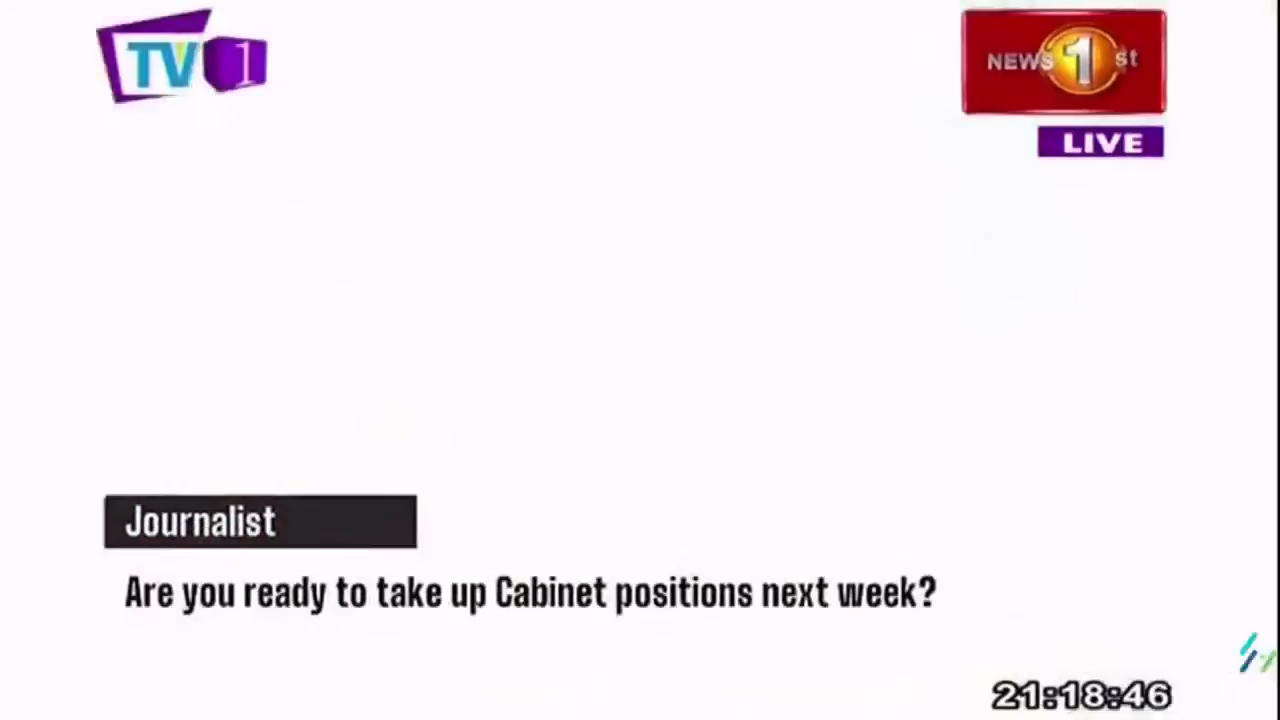 TV1
NEWS 1st
LIVE
Journalist
Are you ready to take up Cabinet positions next week?
21:18:46